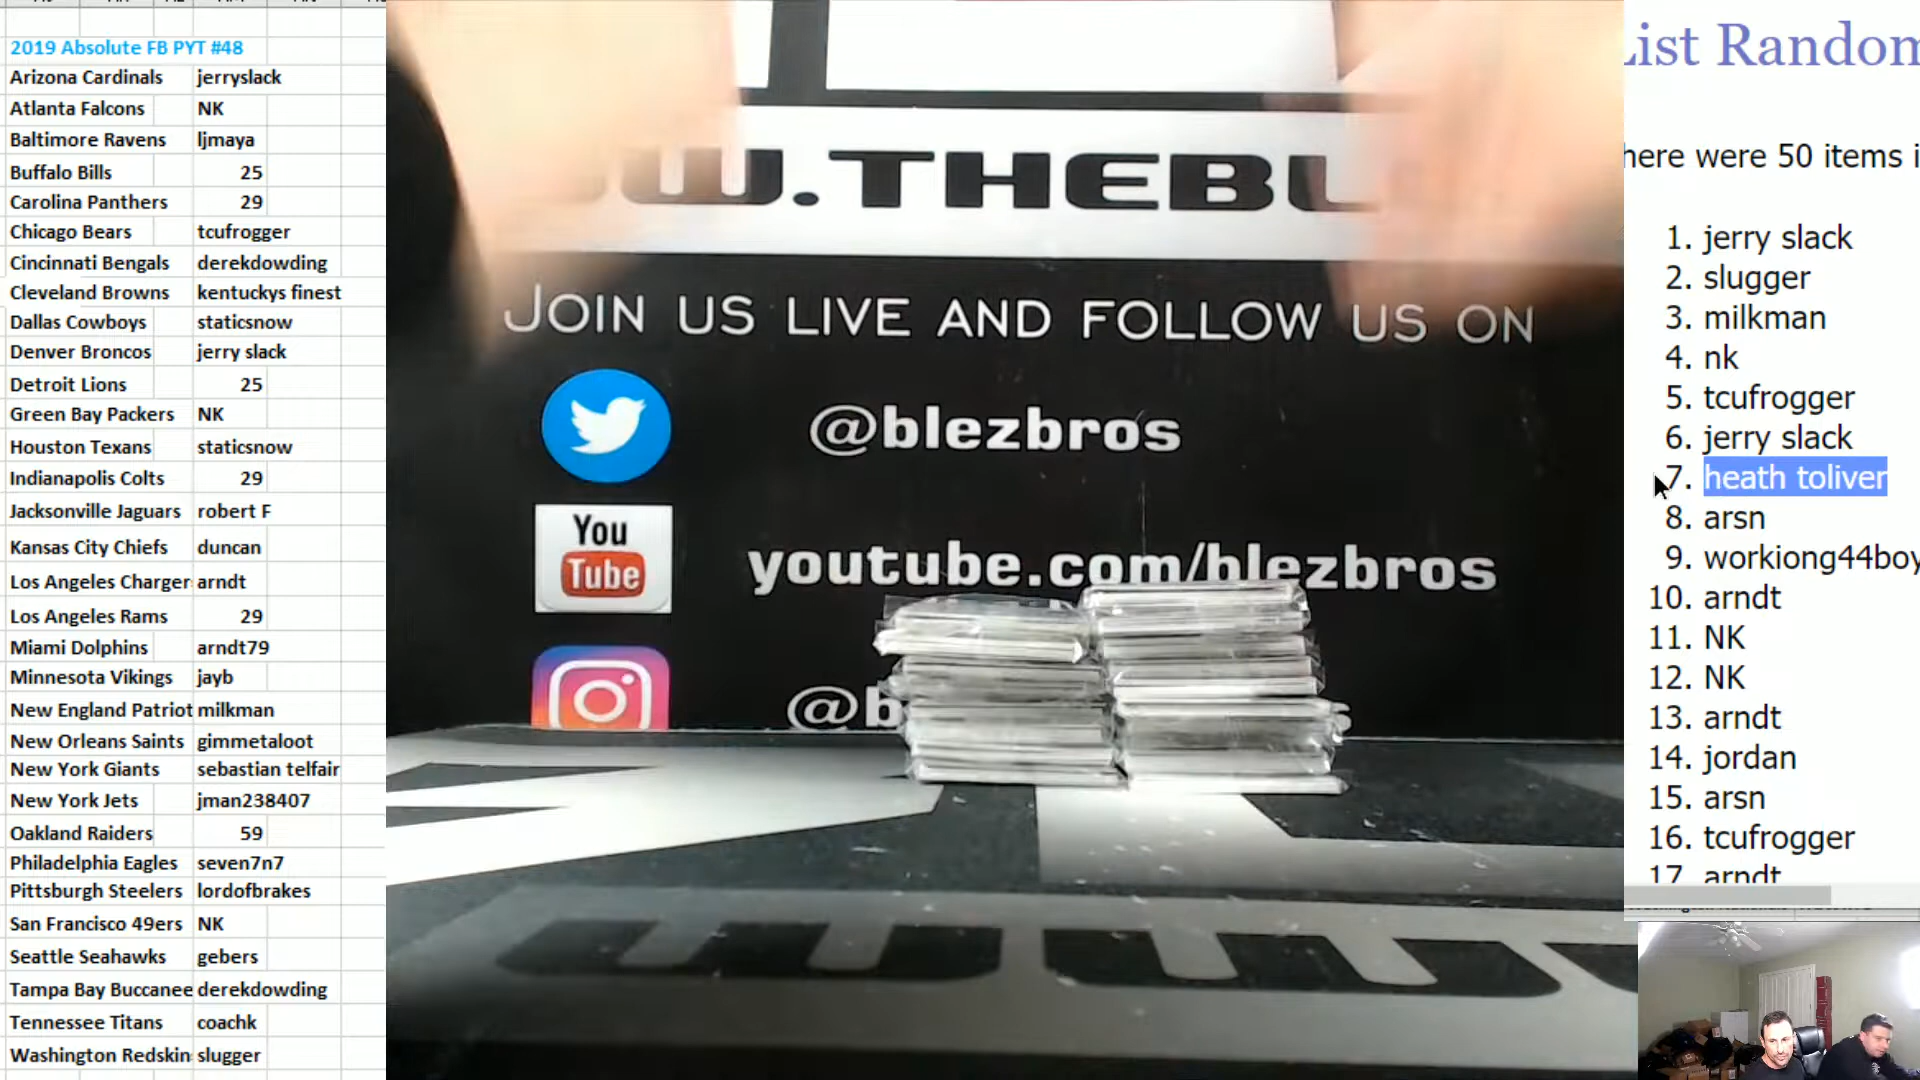 2019 Absolute FB PYT #48
Arizona Cardinals jerryslack
Atlanta Falcons NK
Baltimore Ravens ljmaya
Buffalo Bills 25
Carolina Panthers 29
Chicago Bears tcufrogger
Cincinnati Bengals derekdowding
Cleveland Browns kentuckys finest
Dallas Cowboys staticsnow
Denver Broncos jerry slack
Detroit Lions 25
Green Bay Packers NK
Houston Texans staticsnow
Indianapolis Colts 29
Jacksonville Jaguars robert F
Kansas City Chiefs duncan
Los Angeles Charger arndt
Los Angeles Rams 29
Miami Dolphins arndt79
Minnesota Vikings jayb
New England Patriot milkman
New Orleans Saints gimmetaloot
New York Giants sebastian telfair
New York Jets jman238407
Oakland Raiders 59
Philadelphia Eagles seven7n7
Pittsburgh Steelers lordofbrakes
San Francisco 49ers NK
Seattle Seahawks gebers
Tampa Bay Buccanee derekdowding
Tennessee Titans coachk
Washington Redskin slugger
W.THEBL
JOIN US LIVE AND FOLLOW US ON
@blezbros
You Tube
youtube.com/blezbros
@b s
List Random
here were 50 items i
1. jerry slack
2. slugger
3. milkman
4. nk
5. tcufrogger
6. jerry slack
7. heath toliver
8. arsn
9. workiong44boy
10. arndt
11. NK
12. NK
13. arndt
14. jordan
15. arsn
16. tcufrogger
17. arndt